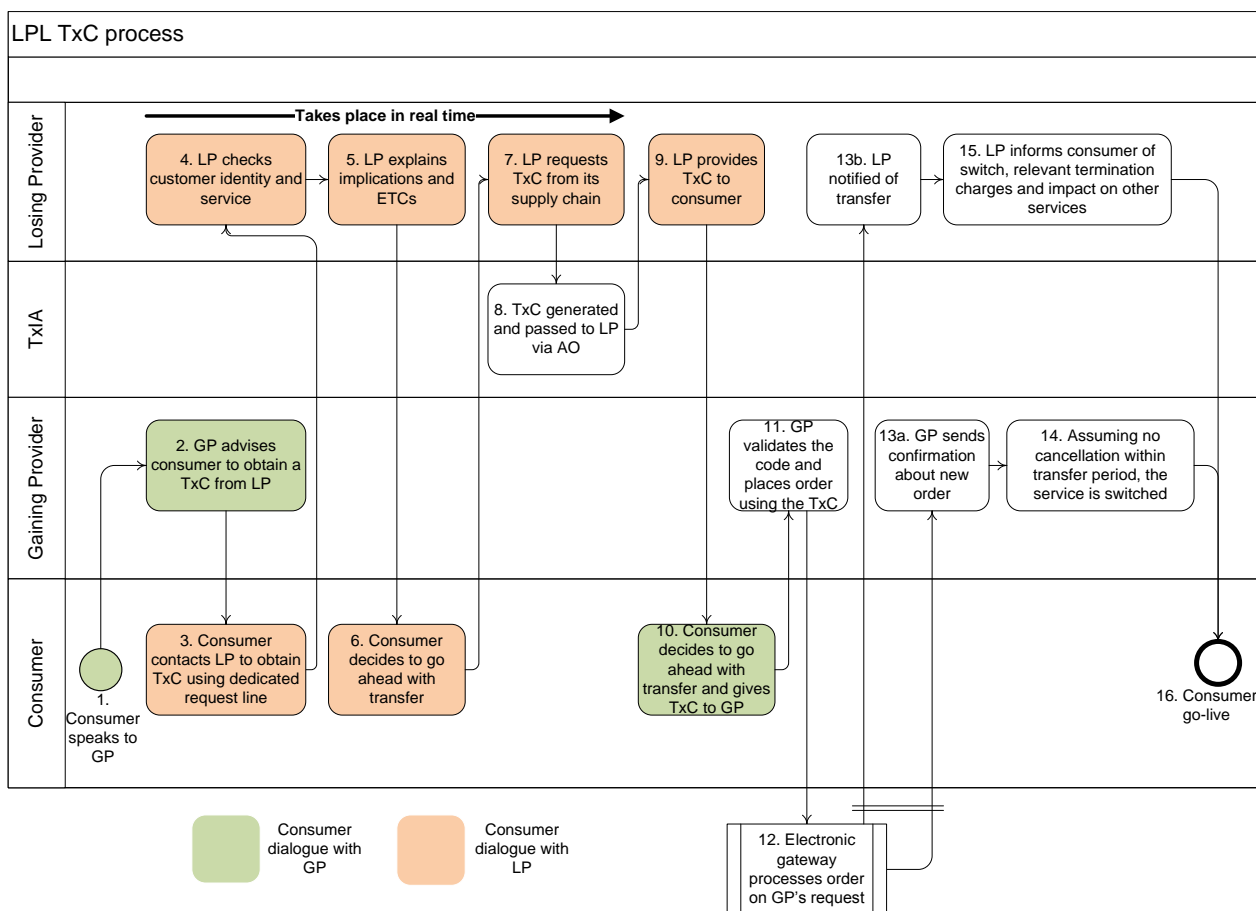 LPL TxC process
Losing Provider
Takes place in real time
4. LP checks
customer identity and
service
5. LP explains
implications and
ETCs
7. LP requests
TxC from its
supply chain
9. LP provides
TxC to
consumer
13b. LP
notified of
transfer
15. LP informs consumer of
switch, relevant termination
charges and impact on other
services
TxIA
8. TxC generated
and passed to LP
via AO
Gaining Provider
2. GP advises
consumer to obtain a
TxC from LP
11. GP
validates the
code and
places order
using the TxC
13a. GP sends
confirmation
about new
order
14. Assuming no
cancellation within
transfer period, the
service is switched
Consumer
1.
Consumer
speaks to
GP
3. Consumer
contacts LP to obtain
TxC using dedicated
request line
6. Consumer
decides to go
ahead with
transfer
10. Consumer
decides to go
ahead with
transfer and gives
TxC to GP
16. Consumer
go-live
Consumer
dialogue with
GP
Consumer
dialogue with
LP
12. Electronic
gateway
processes order
on GP's request